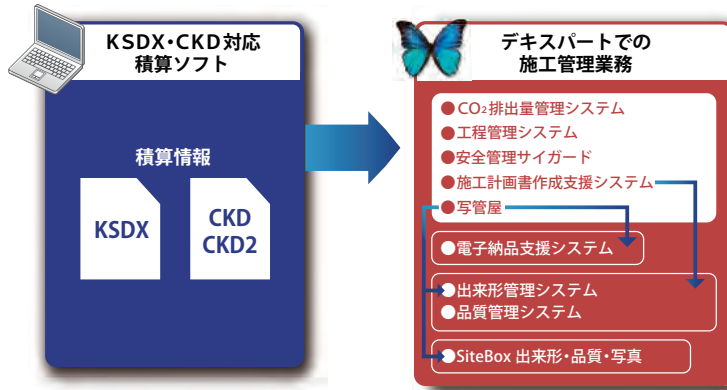 KSDX・CKD対応
積算ソフト
積算情報
KSDX
CKD
CKD2
デキスパートでの
施工管理業務
●CO2排出量管理システム
●工程管理システム
●安全管理サイガード
●施工計画書作成支援システム
●写管屋
●電子納品支援システム
●出来形管理システム
●品質管理システム
●SiteBox 出来形・品質・写真